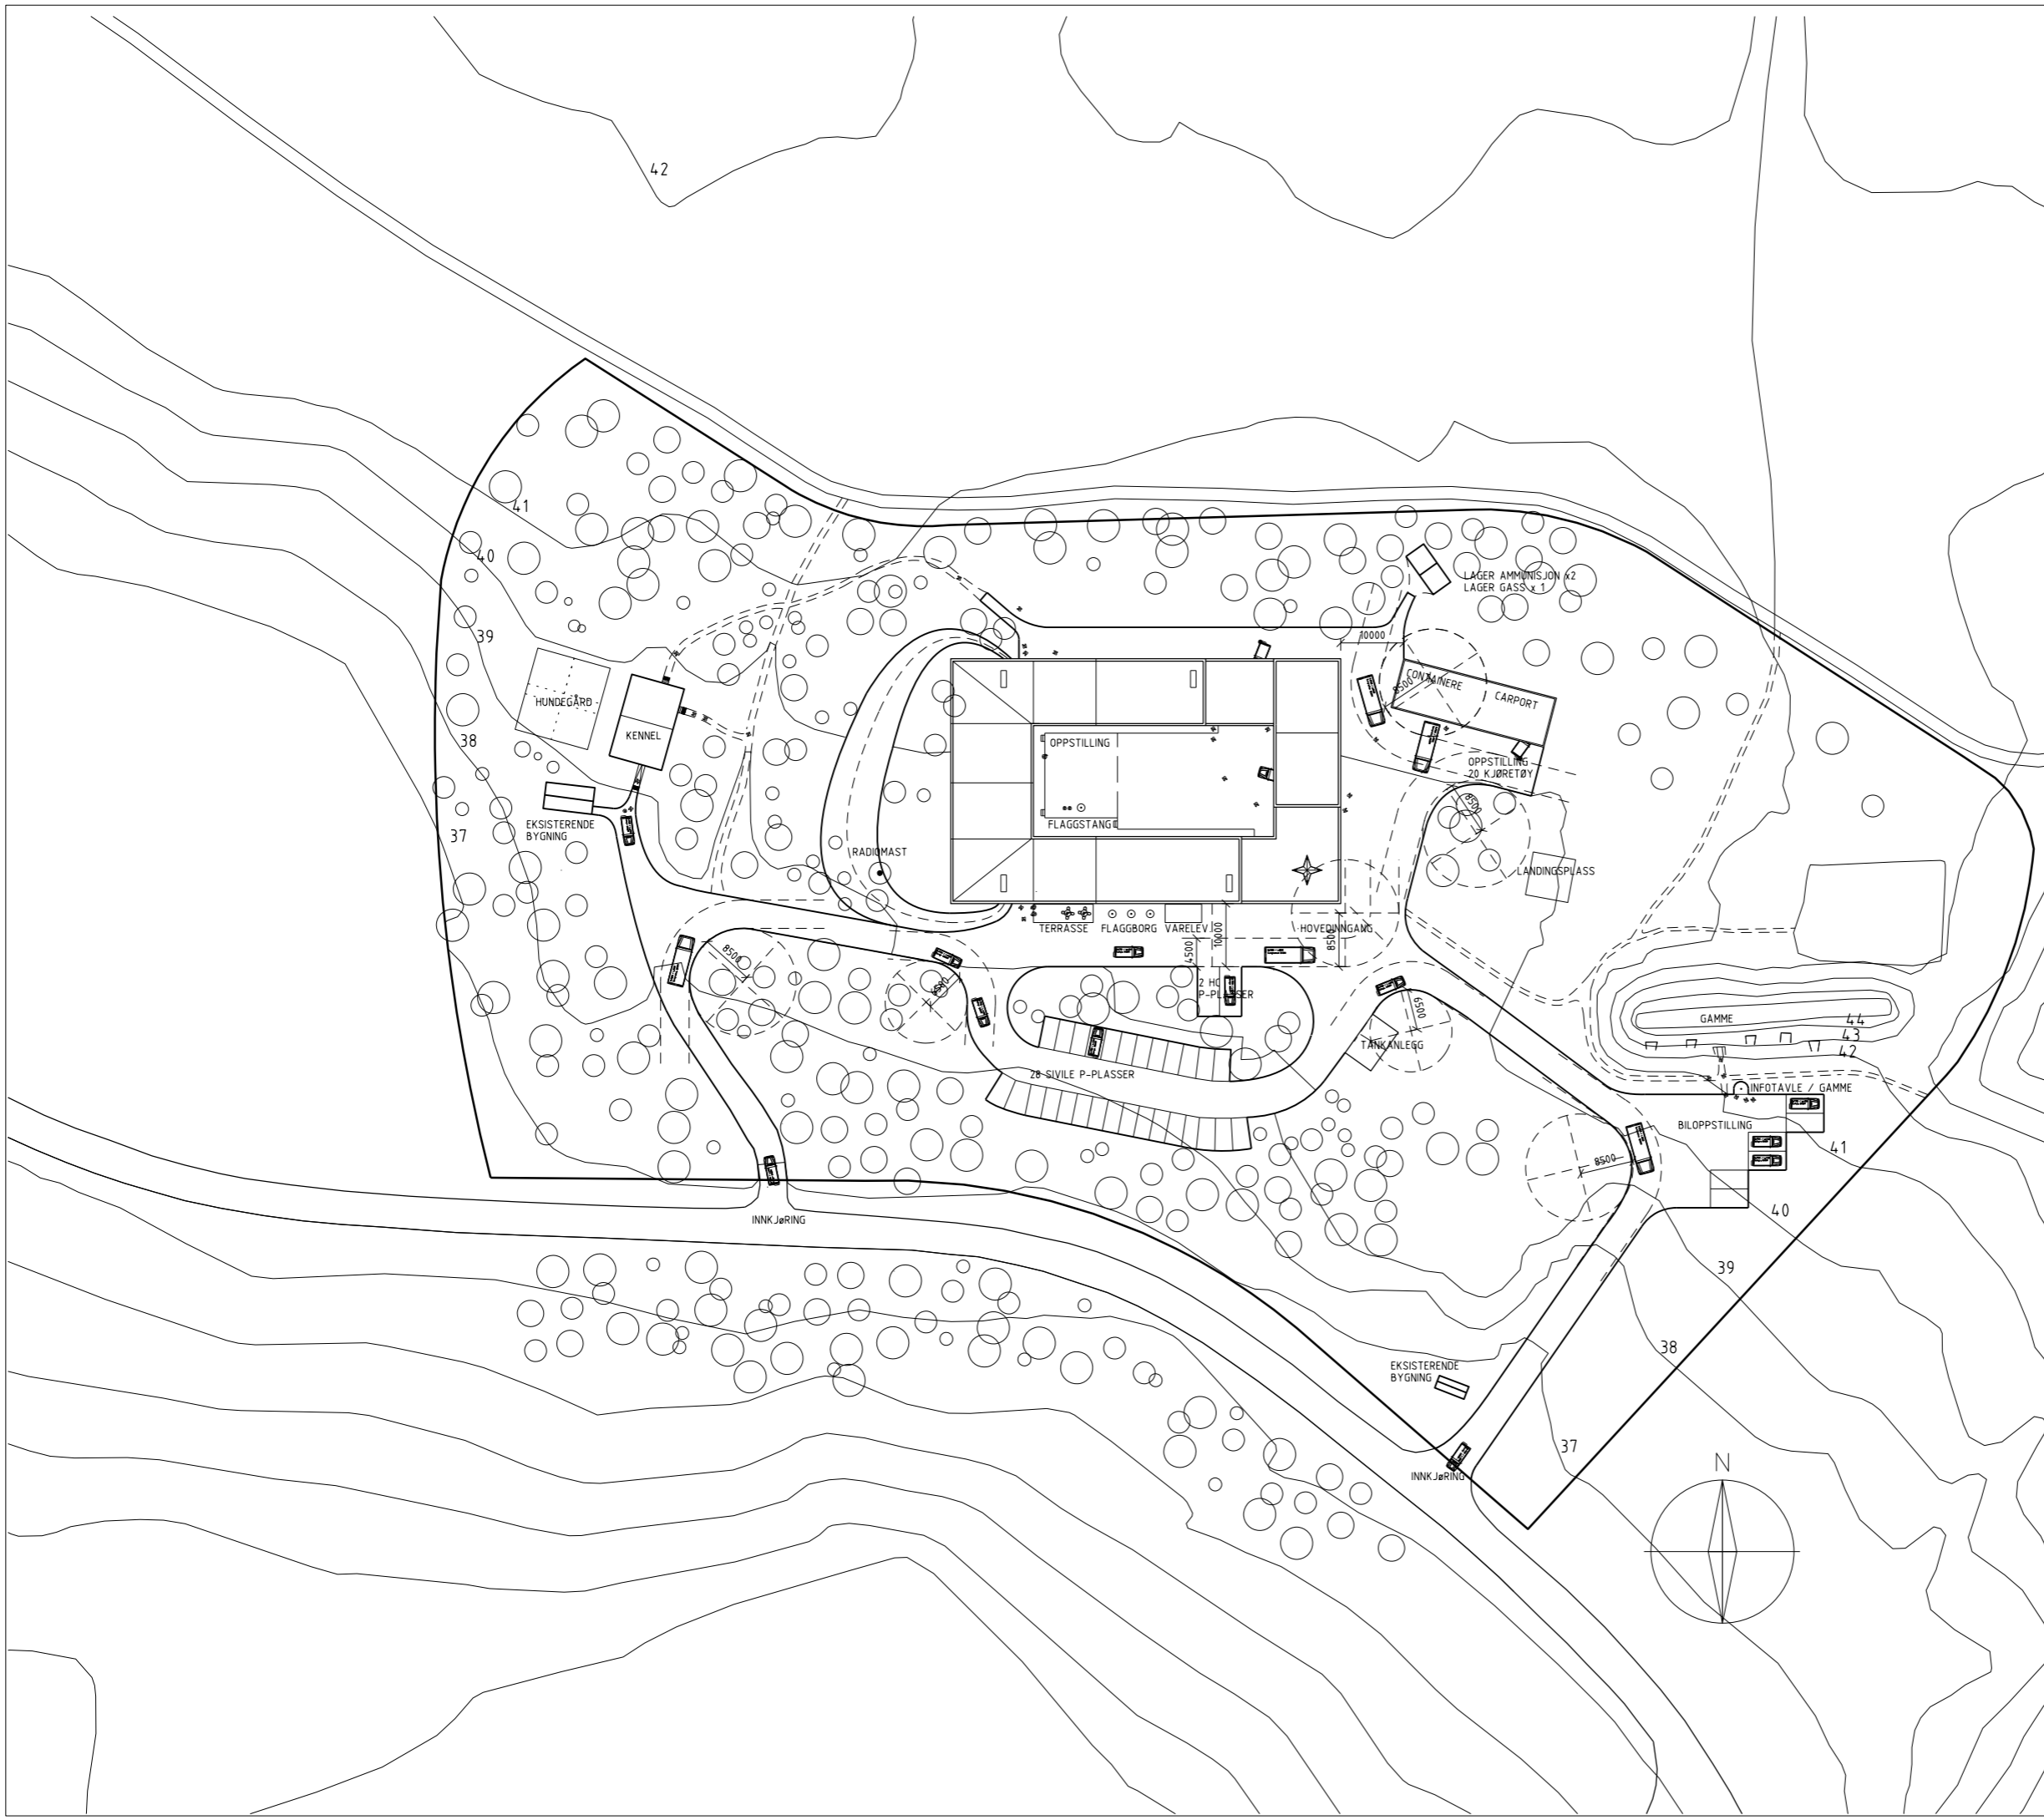 42
41
40
39
38
37
LAGER AMMUNISJON x2
LAGER GASS x 1
10000
8500
CONTAINERE
CARPORT
HUNDEGÅRD
KENNEL
OPPSTILLING
OPPSTILLING
20 KJØRETØY
8500
FLAGGSTANG
EKSISTERENDE
BYGNING
RADIOMAST
LANDINGSPLASS
TERRASSE
FLAGGBORG
VARELEV.
HOVEDINNGANG
4500
10000
8500
8500
P-PLASSER
6500
TANKANLEGG
28 SIVILE P-PLASSER
GAMME
44
43
42
INFOTAVLE / GAMME
BILOPPSTILLING
41
8500
40
INNKJøRING
39
38
EKSISTERENDE
BYGNING
37
INNKJøRING
N